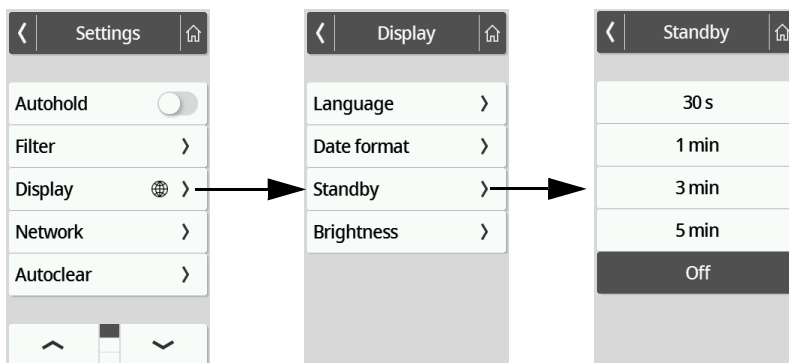 Settings
Autohold
Filter
Display
Network
Autoclear
Display
Language
Date format
Standby
Brightness
Standby
30 s
1 min
3 min
5 min
Off